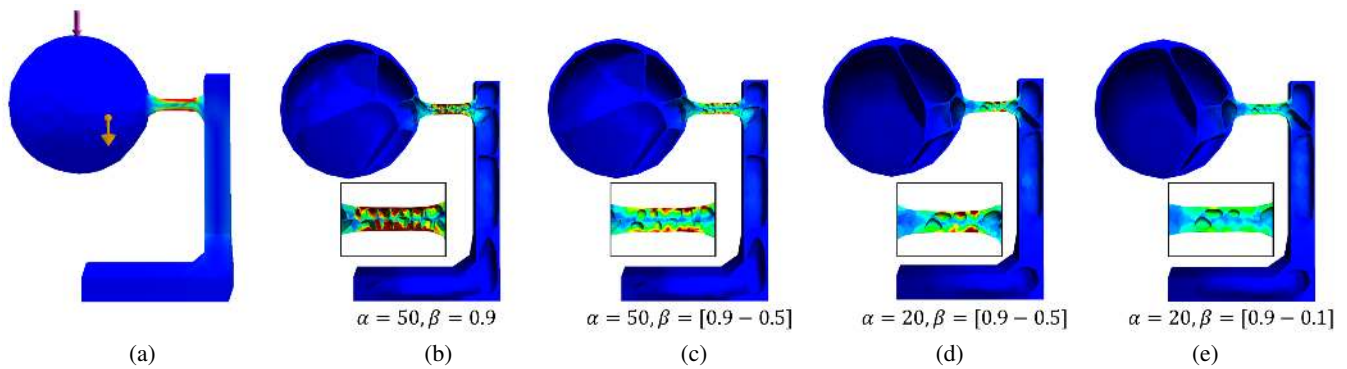 α = 50, β = 0.9
α = 50, β = [0.9 − 0.5]
α = 20, β = [0.9 − 0.5]
α = 20, β = [0.9 − 0.1]
(a)
(b)
(c)
(d)
(e)